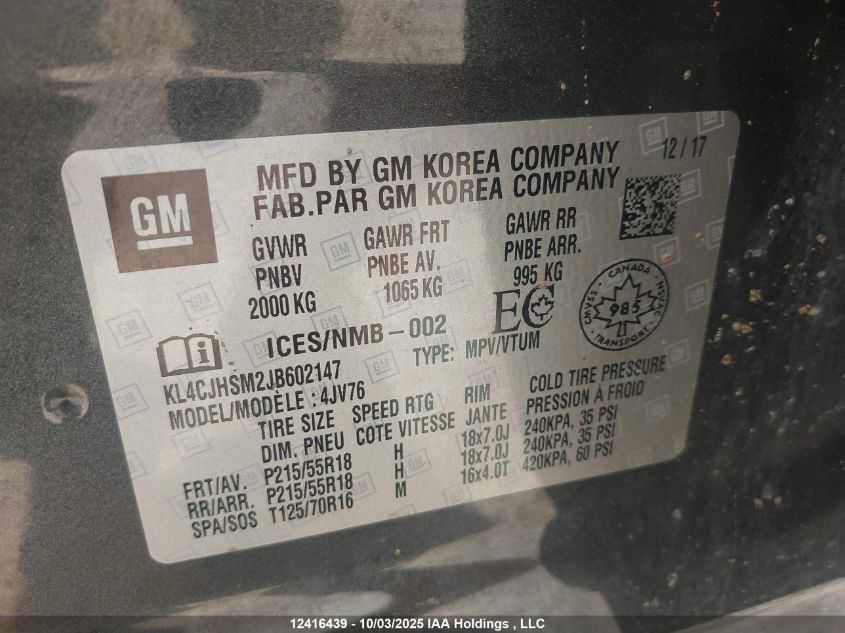 12/17
GM
MFD BY GM KOREA COMPANY
FAB.PAR GM KOREA COMPANY
GVWR GAWR FRT GAWR RR
PNBV PNBE AV. PNBE ARR.
2000 KG 1065 KG 995 KG
ICES/NMB-002 EC
CANADA
CMVSS 985 NSVAC
TRANSPORT
KL4CJHSM2JB602147 TYPE: MPV/VTUM
MODEL/MODÈLE: 4JV76
TIRE SIZE SPEED RTG RIM COLD TIRE PRESSURE
DIM. PNEU COTE VITESSE JANTE PRESSION À FROID
FRT/AV. P215/55R18 H 18x7.0J 240KPA, 35 PSI
RR/ARR. P215/55R18 H 18x7.0J 240KPA, 35 PSI
SPA/SOS T125/70R16 M 16x4.0T 420KPA, 60 PSI
12416439 - 10/03/2025 IAA Holdings, LLC